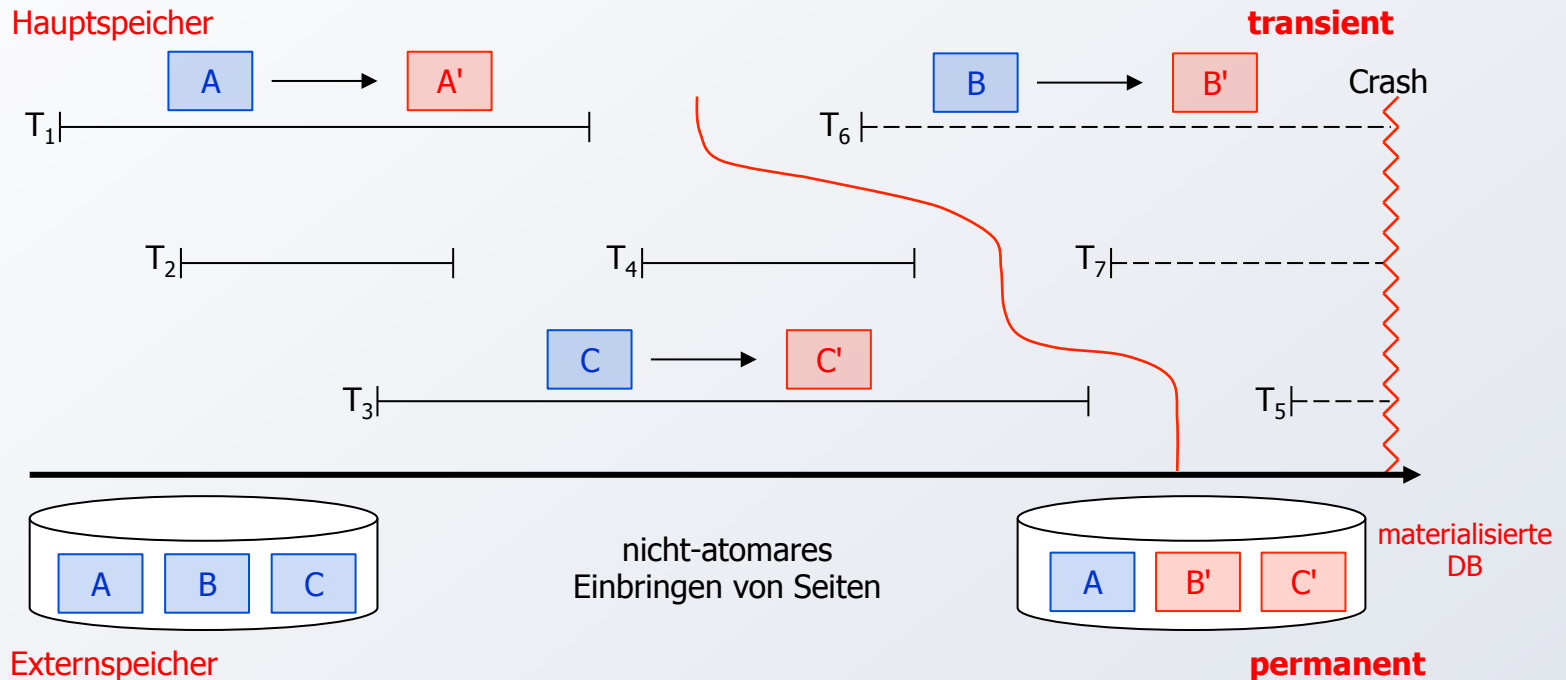 Hauptspeicher
transient
A
A'
B
B'
Crash
T1
T6
T2
T4
T7
C
C'
T3
T5
nicht-atomares
Einbringen von Seiten
materialisierte
DB
A B C
A B' C'
Externspeicher
permanent